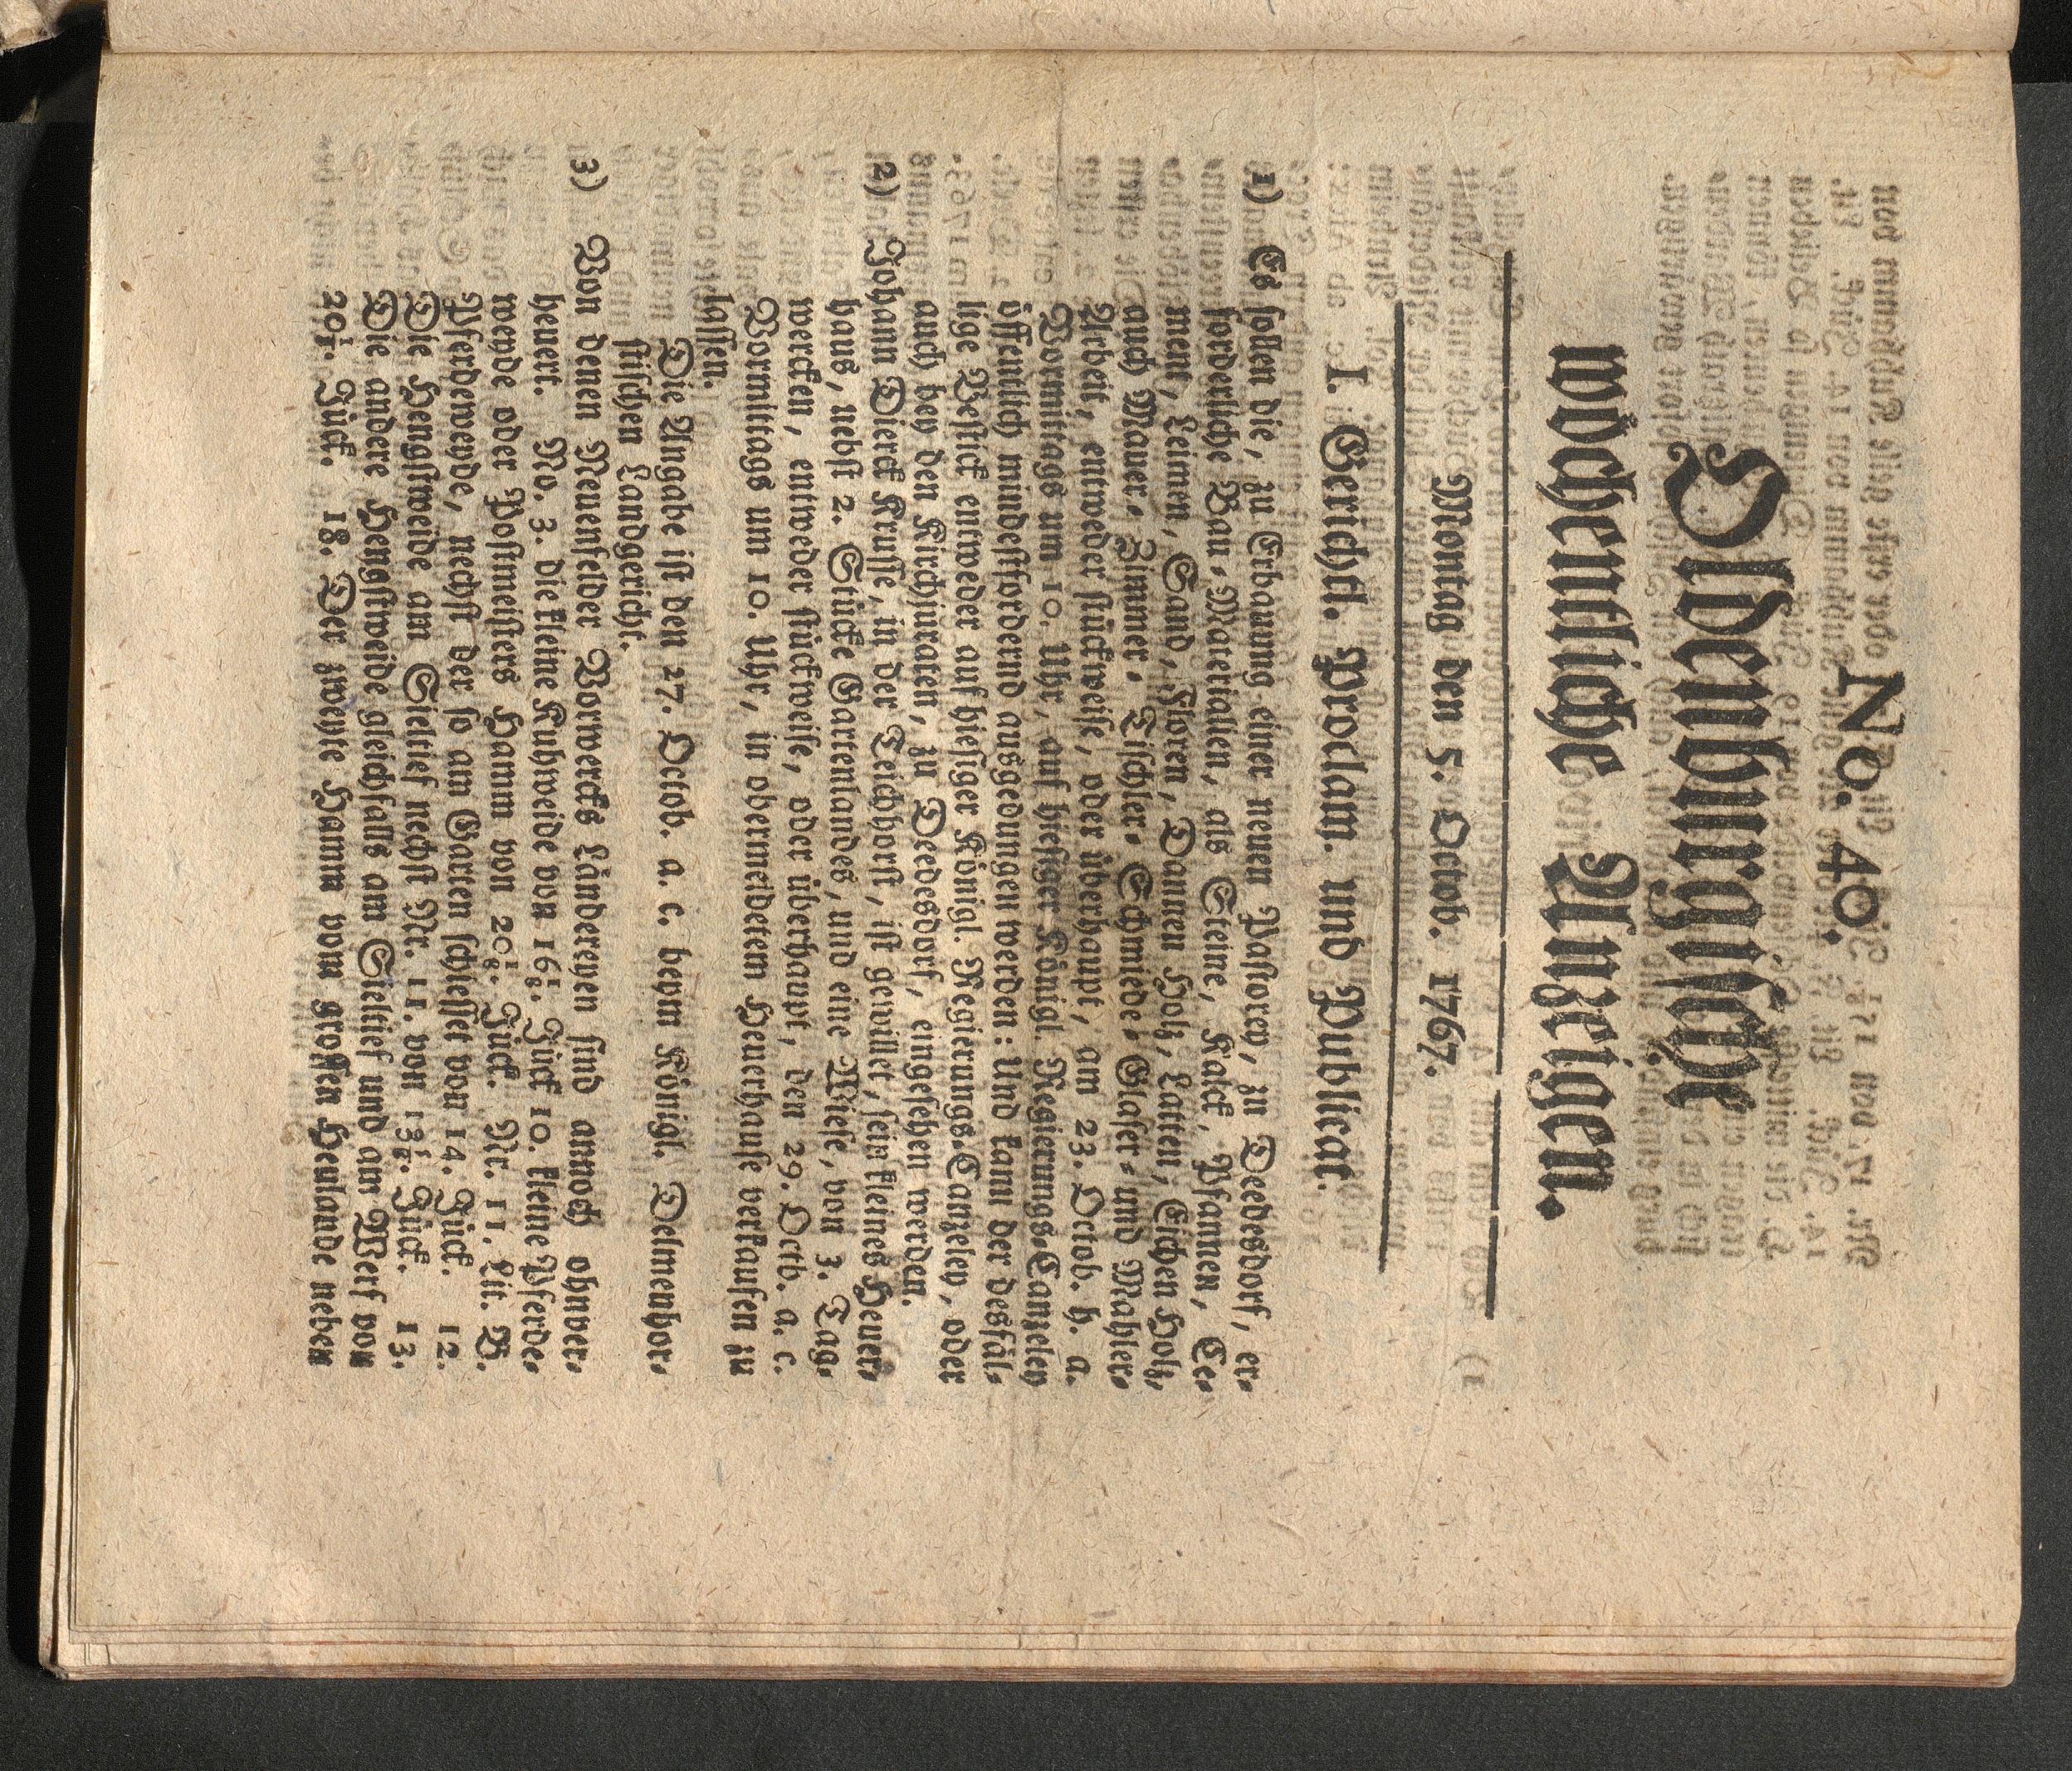 No. 40.
Oldenburgische
wöchentliche Anzeigen.
Montag den 5. Octob. 1767.
I. Gerichtl. Proclam. und Publicat.
1) Es sollen die, zu Erbauung einer neuen Pastorey, zu Deedesdorf, er-
forderliche Bau-Materialien, als Steine, Kalck, Pfannen, Ce-
ment, Leimen, Sand, Floren, Dannen Holz, Latten, Eichen Holz,
auch Mauer- Zimmer- Tischler- Schmiede- Glaser- und Mahler-
Arbeit, entweder stückweise, oder überhaupt, am 23. Octob. h. a.
Vormittags um 10. Uhr, auf hiesiger Königl. Regierungs-Canzeley
öffentlich mindestfordernd ausgedungen werden: Und kann der desfäl-
lige Bestick entweder auf hiesiger Königl. Regierungs-Canzeley, oder
auch bey den Kirchjuraten, zu Deedesdorf, eingesehen werden.
2) Johann Dierck Kruse, in der Teichhorst, ist gewillet, sein kleines Heuer-
haus, nebst 2. Stücke Gartenlandes, und eine Wiese, von 3. Tag-
wercken, entweder stückweise, oder überhaupt, den 29. Octb. a. c.
Vormittags um 10. Uhr, in obermeldetem Heuerhause verkaufen zu
lassen.
Die Angabe ist den 27. Octob. a. c. beym Königl. Delmenhor-
stischen Landgericht.
3) Von denen Neuenfelder Vorwercks Ländereyen sind annoch ohnver-
heuert. No. 3. die kleine Kuhweide von 16⅛. Jück 10. kleine Pferde-
weyde oder Postmeisters Hamm von 20⅛. Jück. Nr. 11. Lit. B.
Pferdeweyde, nechst der so am Garten schiesset von 14. Jück. 12.
Die Hengstweide am Sieltief nechst Nr. 11. von 13⅛. Jück. 13.
Die andere Hengstweide gleichfalls am Sieltief und am Werf von
Jück. 18. Der zweyte Hamm vom grossen Heulande neben